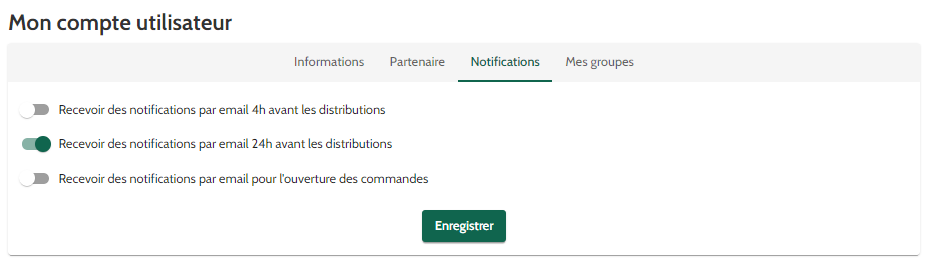 Mon compte utilisateur
Informations Partenaire Notifications Mes groupes
Recevoir des notifications par email 4h avant les distributions
Recevoir des notifications par email 24h avant les distributions
Recevoir des notifications par email pour l'ouverture des commandes
Enregistrer